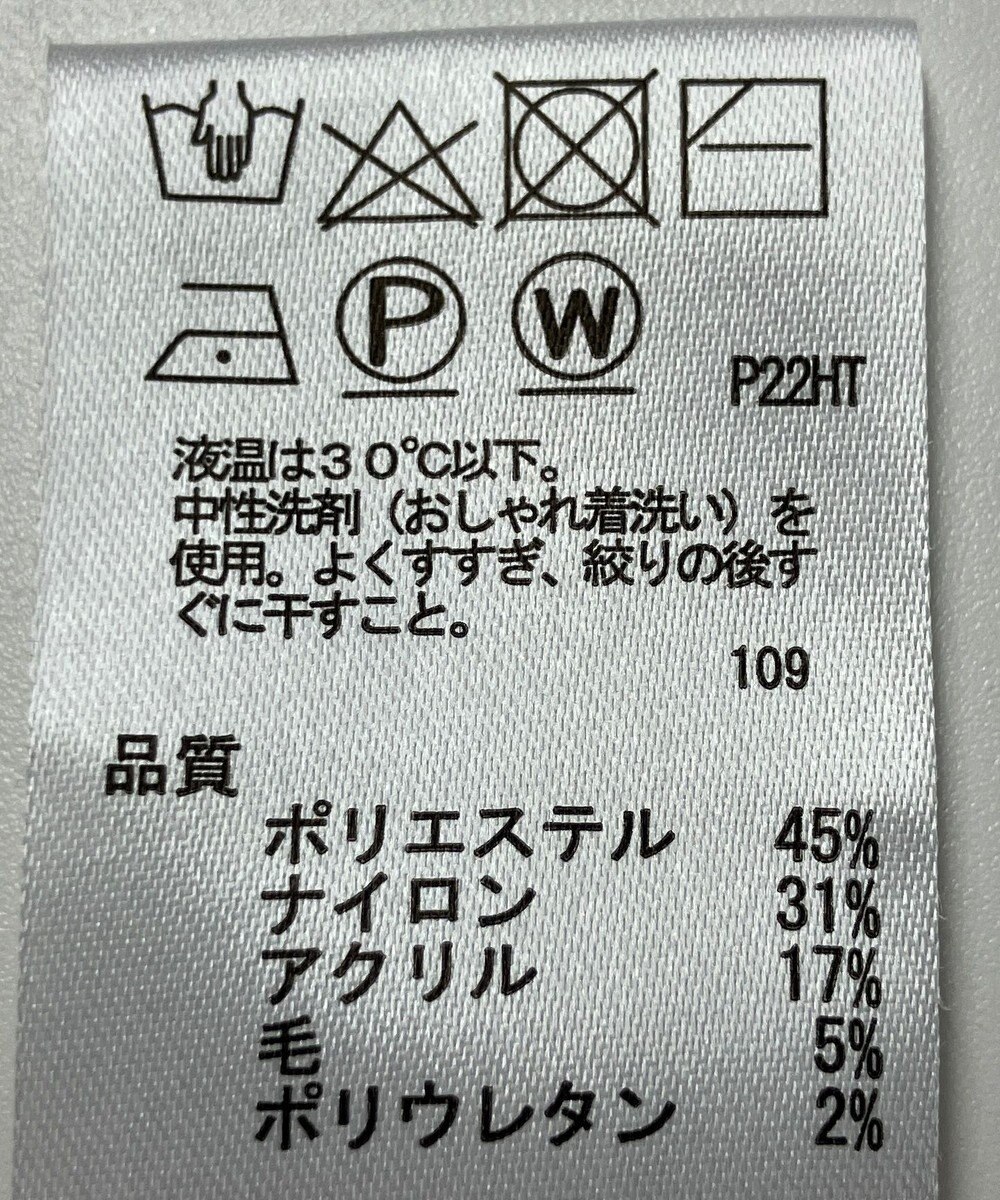 P
W
P22HT
液温は30℃以下。
中性洗剤(おしゃれ着洗い)を
使用。よくすすぎ、絞りの後す
ぐに干すこと。
109
品質
ポリエステル 45%
ナイロン 31%
アクリル 17%
毛 5%
ポリウレタン 2%